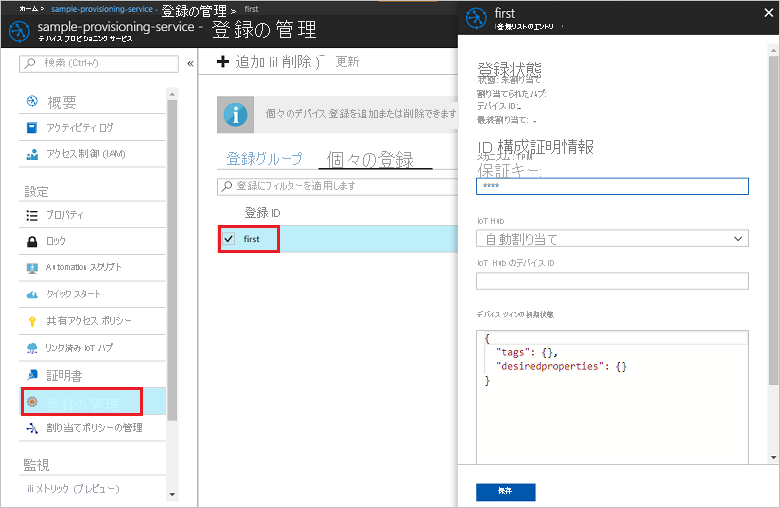 ホーム > sample-provisioning-service - 登録の管理 > first
sample-provisioning-service - 登録の管理
デバイス プロビジョニング サービス
検索 (Ctrl+/)
«
概要
アクティビティ ログ
アクセス制御 (IAM)
設定
プロパティ
ロック
Automation スクリプト
クイック スタート
共有アクセス ポリシー
リンク済み IoT ハブ
証明書
登録の管理
割り当てポリシーの管理
監視
メトリック (プレビュー)
追加 lil 削除 )¯ 更新
個々のデバイス登録を追加または削除できます
登録グループ 個々の登録
登録にフィルターを適用します
登録 ID
first
first
登録リストのエントリ
登録状態
状態: 未割り当て
割り当てられたハブ:
デバイス ID:-
最終割り当て: -
ID 構成証明情報
保証キー:
****
IoT Hub
自動割り当て
IoT Hub のデバイス ID
デバイス ツインの初期状態
{
"tags": {},
"desiredproperties": {}
}
保存